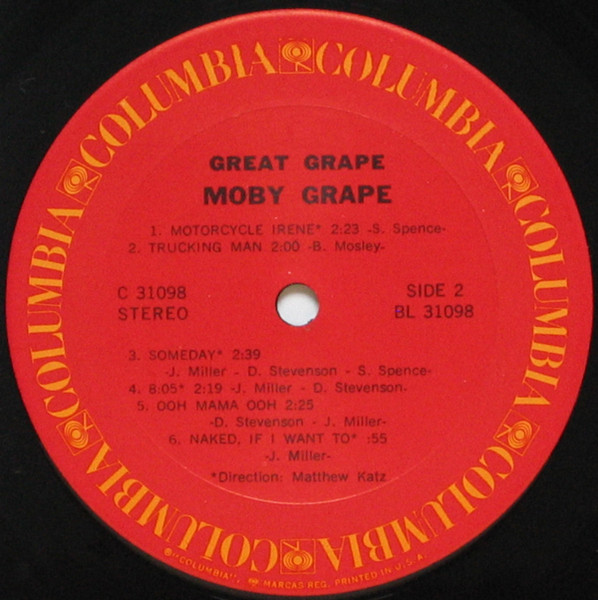 COLUMBIA COLUMBIA COLUMBIA COLUMBIA COLUMBIA COLUMBIA
GREAT GRAPE
MOBY GRAPE
1. MOTORCYCLE IRENE* 2:23 -S. Spence-
2. TRUCKING MAN 2:00 -B. Mosley-
C 31098
STEREO
SIDE 2
BL 31098
3. SOMEDAY* 2:39
-J. Miller - D. Stevenson - S. Spence-
4. 8:05* 2:19 -J. Miller - D. Stevenson-
5. OOH MAMA OOH 2:25
-D. Stevenson - J. Miller-
6. NAKED, IF I WANT TO* :55
-J. Miller-
*Direction: Matthew Katz
℗"COLUMBIA", MARCAS REG. PRINTED IN U.S.A.